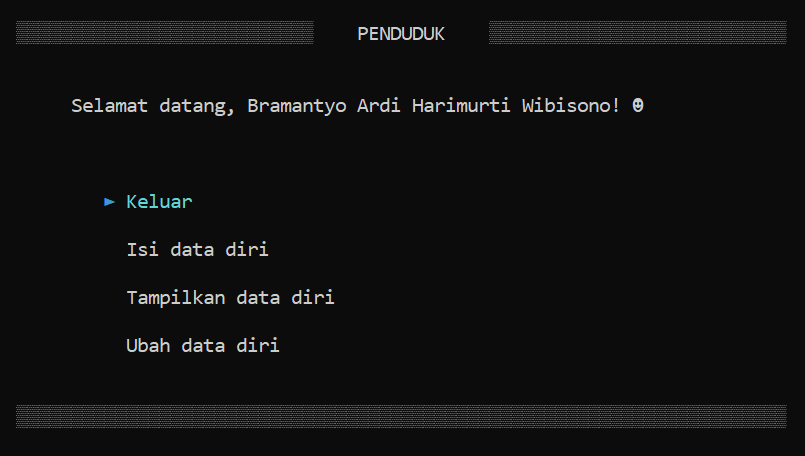 PENDUDUK
Selamat datang, Bramantyo Ardi Harimurti Wibisono! ☻
► Keluar
Isi data diri
Tampilkan data diri
Ubah data diri